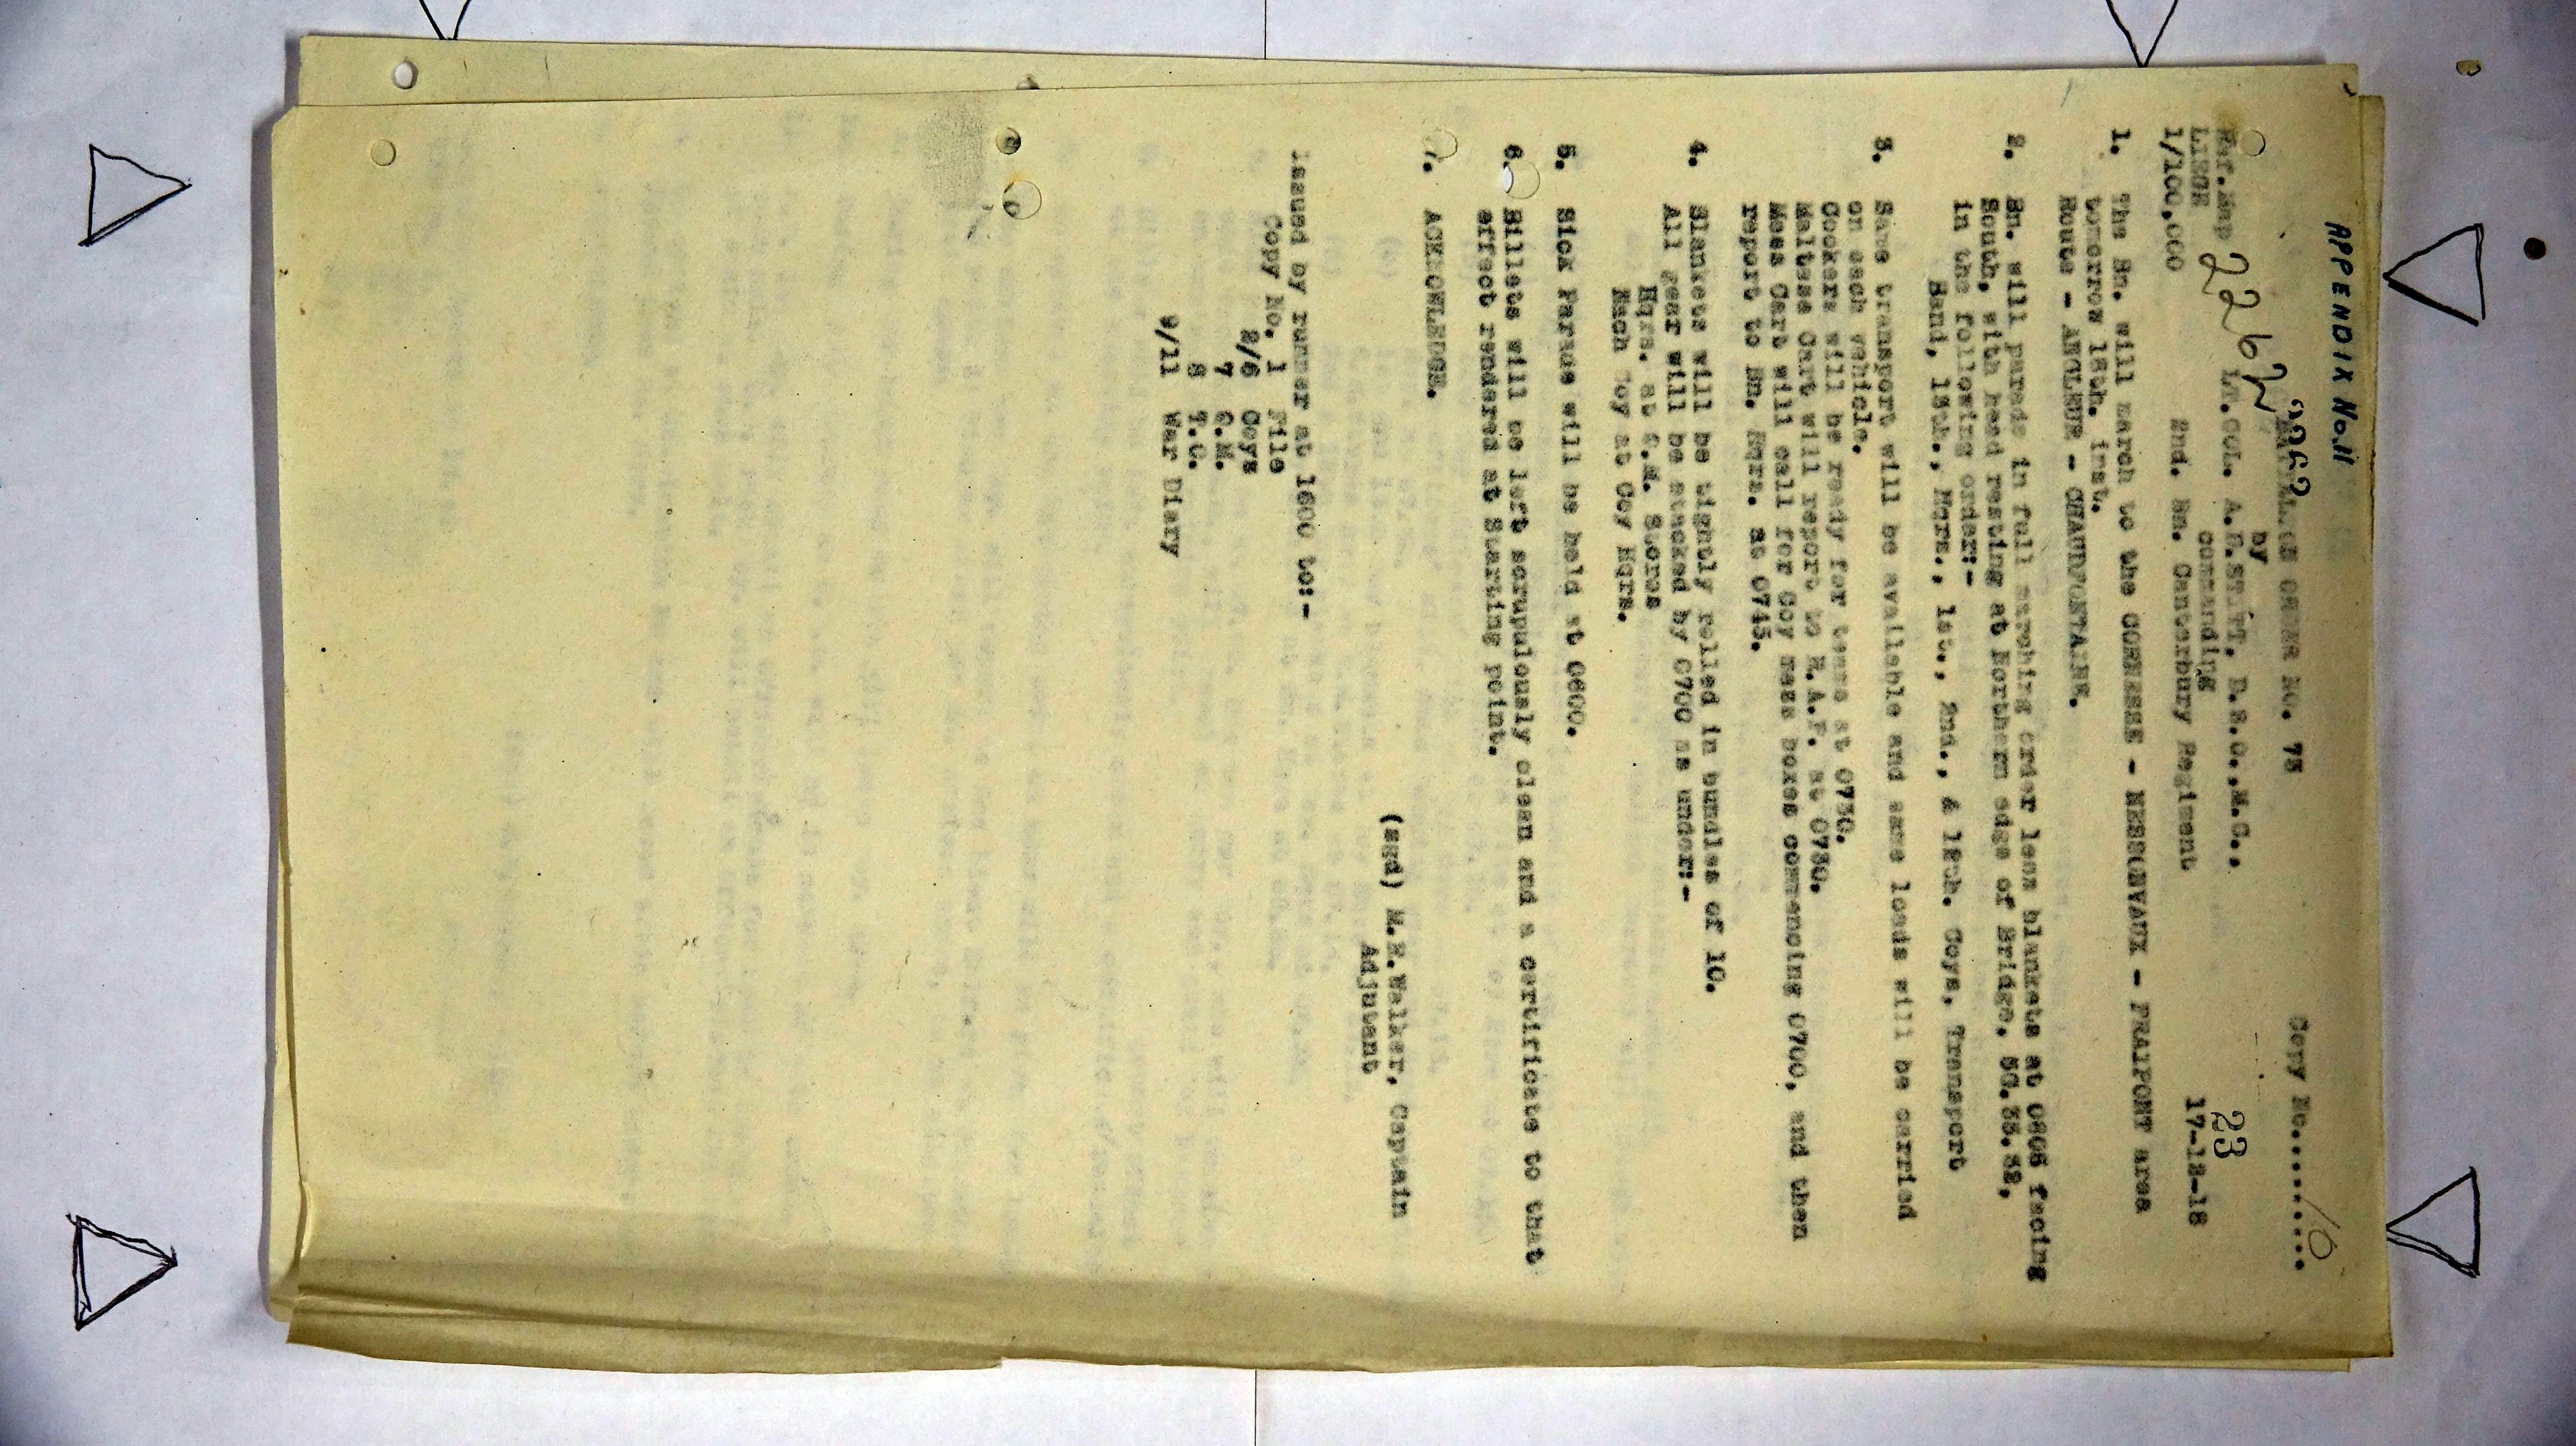 APPENDIX No.11
2262
BATTALION ORDER NO. 73
Copy No........10
by
Ref.Map 2262 LT.COL. A.D.STITT. D.S.O.,M.C.,
23
LIEGE commanding
1/100,000 2nd. Bn. Canterbury Regiment 17-12-18
1. The Bn. will march to the CORNESSE - NESSONVAUX - FRAIPONT area
tomorrow 18th. inst.
Route - ANGLEUR - CHAUDFONTAINE.
2. Bn. will parade in full marching order less blankets at 0805 facing
South, with head resting at Northern edge of Bridge.
in the following order:-
Band, 13th., Hqrs., 1st., 2nd., & 12th. Coys, Transport
3. Same transport will be available and same loads will be carried
on each vehicle.
Cookers will be ready for teams at 0730.
Maltese Cart will report to R.A.P. at 0730.
Mess Cart will call for Coy mess boxes commencing 0700, and then
report to Bn. Hqrs. at 0745.
4. Blankets will be tightly rolled in bundles of 10.
All gear will be stacked by 0700 as under:-
Hqrs. at Q.M. Stores
Each Coy at Coy Hqrs.
5. Sick Parade will be held at 0600.
6. Billets will be left scrupulously clean and a certificate to that
effect rendered at Starting point.
7. ACKNOWLEDGE.
(sgd) M.R.Walker, Captain
Adjutant
Issued by runner at 1600 to:-
Copy No. 1 File
2/6 Coys
7 Q.M.
8 T.O.
9/11 War Diary